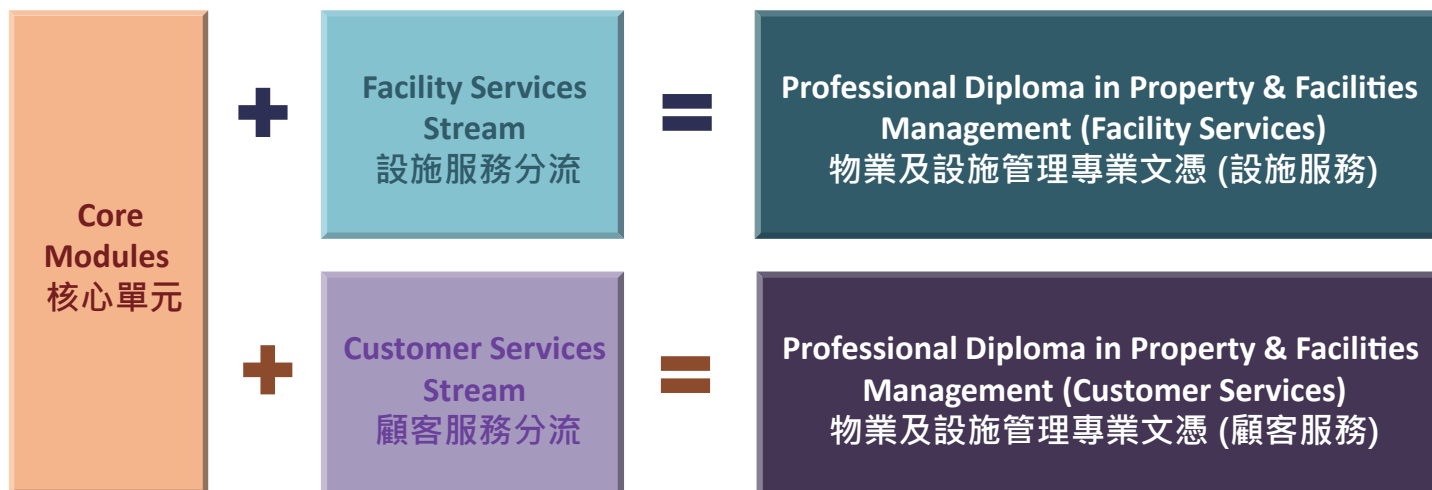 Core
Modules
核心單元
+
Facility Services
Stream
設施服務分流
=
Professional Diploma in Property & Facilities
Management (Facility Services)
物業及設施管理專業文憑 (設施服務)
+
Customer Services
Stream
顧客服務分流
=
Professional Diploma in Property & Facilities
Management (Customer Services)
物業及設施管理專業文憑 (顧客服務)